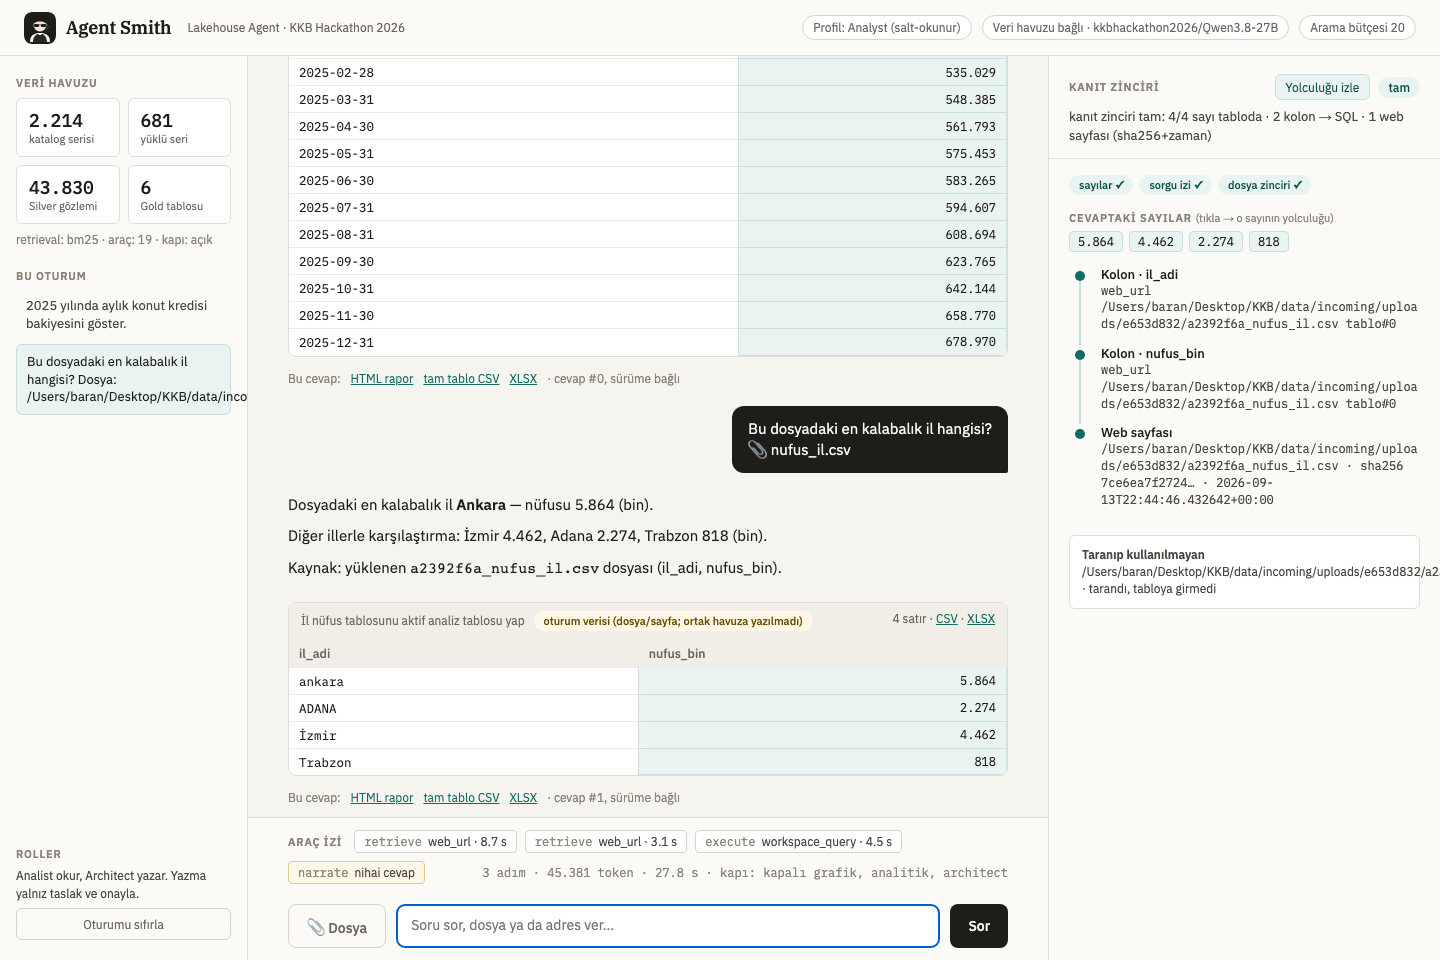 Agent Smith
Lakehouse Agent · KKB Hackathon 2026
Profil: Analyst (salt-okunur)
Veri havuzu bağlı · kkbhackathon2026/Qwen3.8-27B
Arama bütçesi 20
VERİ HAVUZU
2.214
katalog serisi
681
yüklü seri
43.830
Silver gözlemi
6
Gold tablosu
retrieval: bm25 · araç: 19 · kapı: açık
BU OTURUM
2025 yılında aylık konut kredisi
bakiyesini göster.
Bu dosyadaki en kalabalık il
hangisi? Dosya:
/Users/baran/Desktop/KKB/data/inco
ROLLER
Analist okur, Architect yazar. Yazma
yalnız taslak ve onayla.
Oturumu sıfırla
2025-02-28 535.029
2025-03-31 548.385
2025-04-30 561.793
2025-05-31 575.453
2025-06-30 583.265
2025-07-31 594.607
2025-08-31 608.694
2025-09-30 623.765
2025-10-31 642.144
2025-11-30 658.770
2025-12-31 678.970
Bu cevap: HTML rapor tam tablo CSV XLSX · cevap #0, sürüme bağlı
Bu dosyadaki en kalabalık il hangisi?
📎 nufus_il.csv
Dosyadaki en kalabalık il Ankara — nüfusu 5.864 (bin).
Diğer illerle karşılaştırma: İzmir 4.462, Adana 2.274, Trabzon 818 (bin).
Kaynak: yüklenen a2392f6a_nufus_il.csv dosyası (il_adi, nufus_bin).
İl nüfus tablosunu aktif analiz tablosu yap oturum verisi (dosya/sayfa; ortak havuza yazılmadı) 4 satır · CSV · XLSX
il_adi nufus_bin
ankara 5.864
ADANA 2.274
İzmir 4.462
Trabzon 818
Bu cevap: HTML rapor tam tablo CSV XLSX · cevap #1, sürüme bağlı
ARAÇ İZİ retrieve web_url · 8.7 s retrieve web_url · 3.1 s execute workspace_query · 4.5 s
narrate nihai cevap 3 adım · 45.381 token · 27.8 s · kapı: kapalı grafik, analitik, architect
📎 Dosya
Soru sor, dosya ya da adres ver...
Sor
KANIT ZİNCİRİ
Yolculuğu izle
tam
kanıt zinciri tam: 4/4 sayı tabloda · 2 kolon → SQL · 1 web
sayfası (sha256+zaman)
sayılar ✓ sorgu izi ✓ dosya zinciri ✓
CEVAPTAKİ SAYILAR (tıkla → o sayının yolculuğu)
5.864 4.462 2.274 818
Kolon · il_adi
web_url
/Users/baran/Desktop/KKB/data/incoming/uploa
ds/e653d832/a2392f6a_nufus_il.csv tablo#0
Kolon · nufus_bin
web_url
/Users/baran/Desktop/KKB/data/incoming/uploa
ds/e653d832/a2392f6a_nufus_il.csv tablo#0
Web sayfası
/Users/baran/Desktop/KKB/data/incoming/uploa
ds/e653d832/a2392f6a_nufus_il.csv · sha256
7ce6ea7f2724… · 2026-09-
13T22:44:46.432642+00:00
Taranıp kullanılmayan
/Users/baran/Desktop/KKB/data/incoming/uploads/e653d832/a2
· tarandı, tabloya girmedi